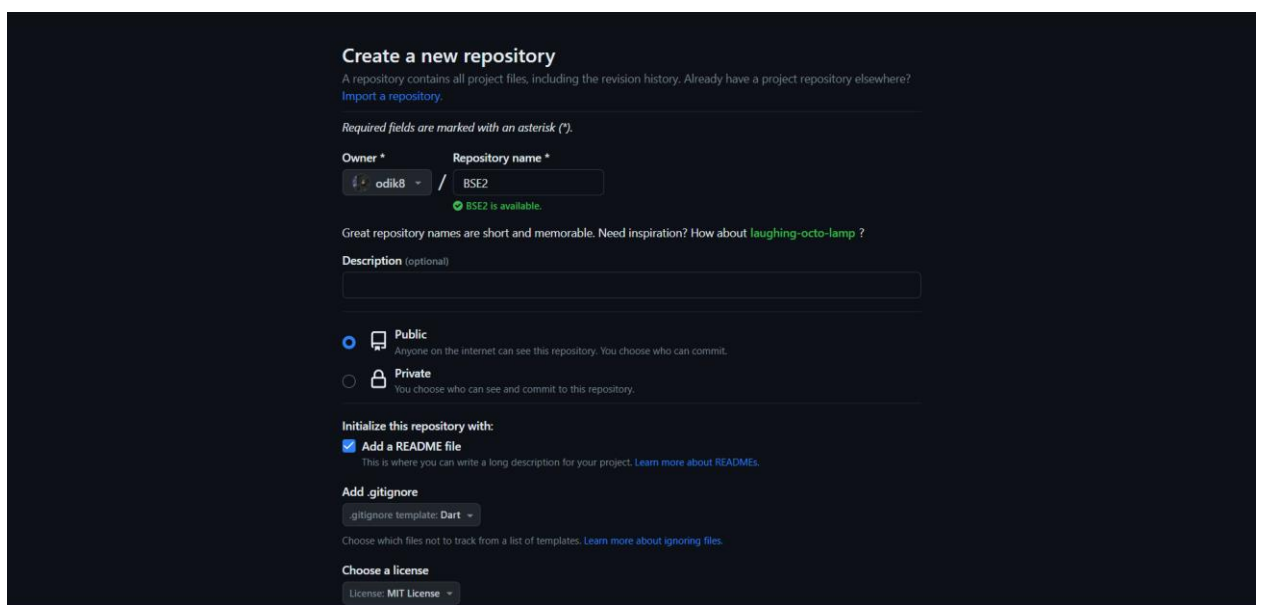 Create a new repository
A repository contains all project files, including the revision history. Already have a project repository elsewhere?
Import a repository.
Required fields are marked with an asterisk (*).
Owner * Repository name *
odik8 / BSE2
BSE2 is available.
Great repository names are short and memorable. Need inspiration? How about laughing-octo-lamp ?
Description (optional)
Public
Anyone on the internet can see this repository. You choose who can commit.
Private
You choose who can see and commit to this repository.
Initialize this repository with:
Add a README file
This is where you can write a long description for your project. Learn more about READMEs.
Add .gitignore
.gitignore template: Dart
Choose which files not to track from a list of templates. Learn more about ignoring files.
Choose a license
License: MIT License